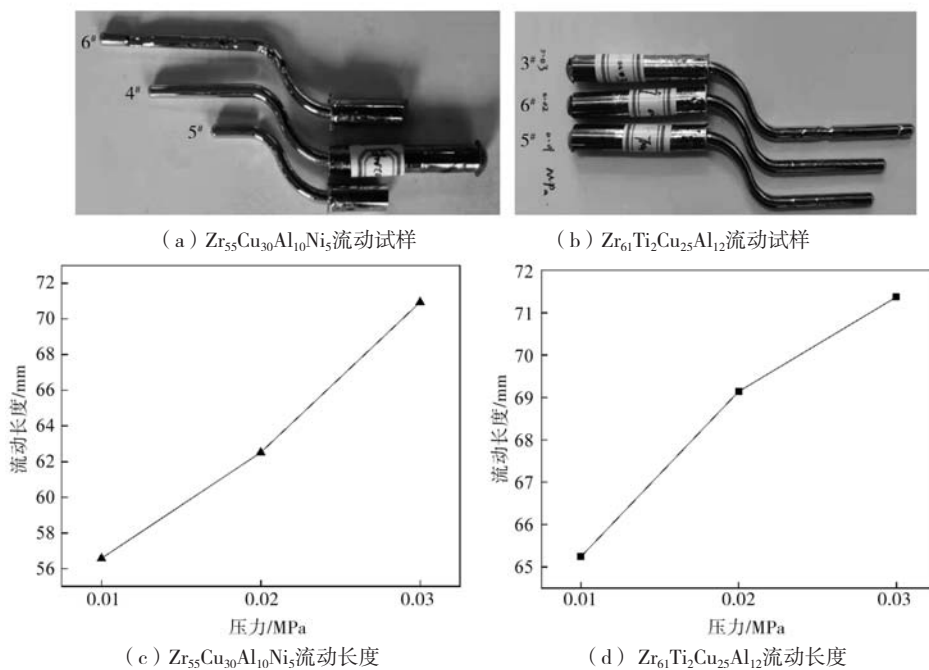 6#
4#
5#
3#
6#
5#
0.03
0.02
MPa
（a）Zr₅₅Cu₃₀Al₁₀Ni₅流动试样
（b）Zr₆₁Ti₂Cu₂₅Al₁₂流动试样
72
70
68
66
64
62
60
58
56
流动长度/mm
0.01 0.02 0.03
压力/MPa
（c）Zr₅₅Cu₃₀Al₁₀Ni₅流动长度
72
71
70
69
68
67
66
65
流动长度/mm
0.01 0.02 0.03
压力/MPa
（d）Zr₆₁Ti₂Cu₂₅Al₁₂流动长度